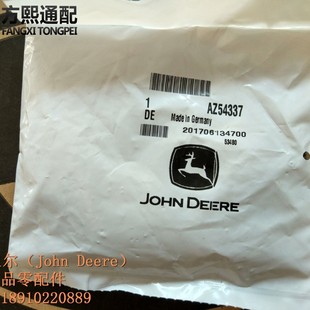 方熙通配
FANGXI TONGPEI
1 AZ54337
DE Made in Germany
201706134700
53480
JOHN DEERE
尔（John Deere）
品零配件
18910220889